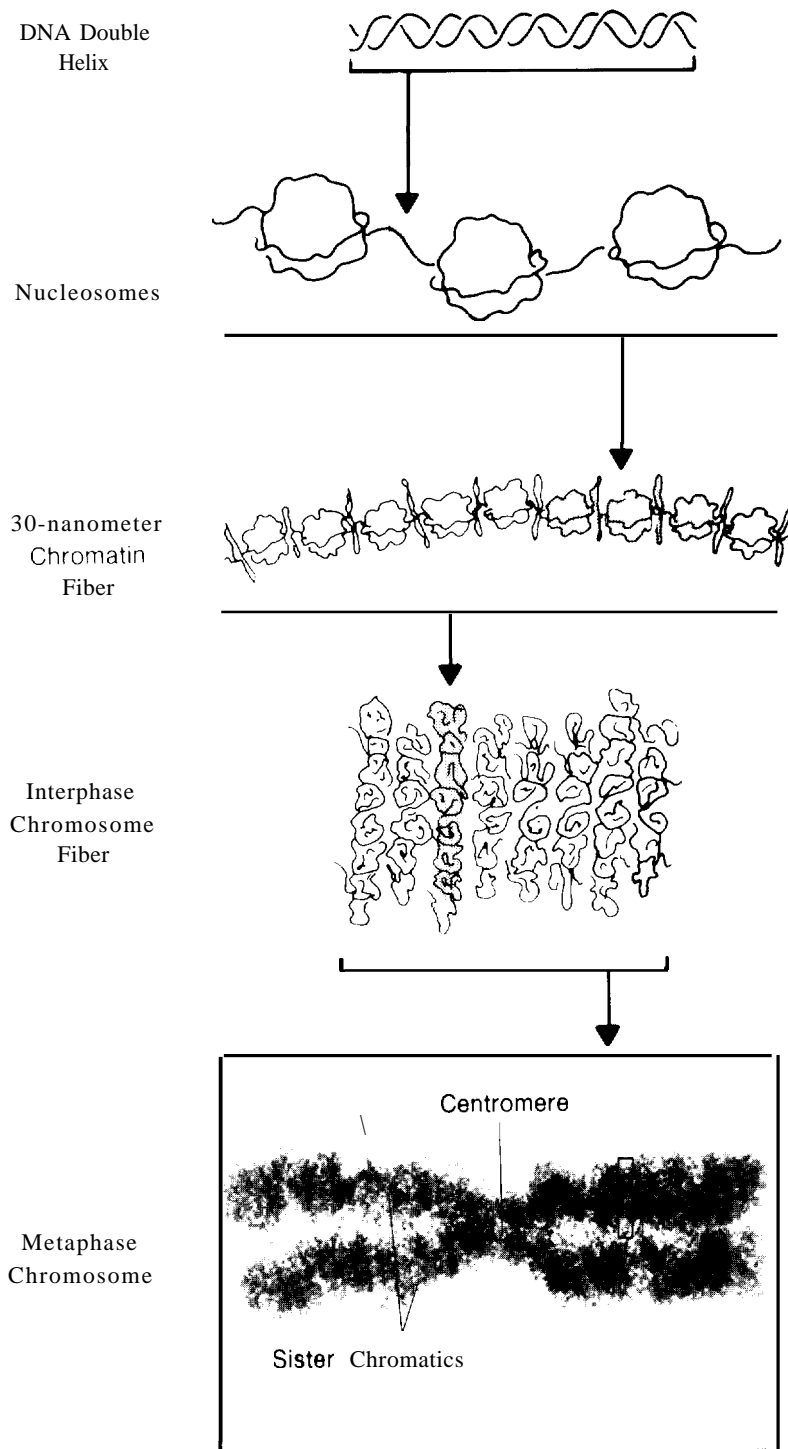 DNA Double
Helix
Nucleosomes
30-nanometer
Chromatin
Fiber
Interphase
Chromosome
Fiber
Centromere
Metaphase
Chromosome
Sister Chromatics